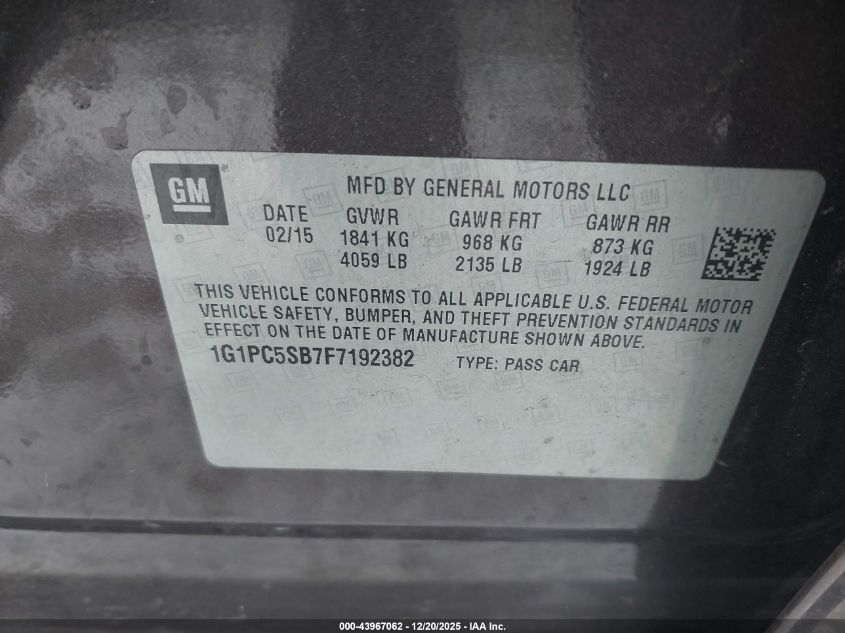 GM
MFD BY GENERAL MOTORS LLC
DATE GVWR GAWR FRT GAWR RR
02/15 1841 KG 968 KG 873 KG
4059 LB 2135 LB 1924 LB
THIS VEHICLE CONFORMS TO ALL APPLICABLE U.S. FEDERAL MOTOR
VEHICLE SAFETY, BUMPER, AND THEFT PREVENTION STANDARDS IN
EFFECT ON THE DATE OF MANUFACTURE SHOWN ABOVE.
1G1PC5SB7F7192382 TYPE: PASS CAR
000-43967062 - 12/20/2025 - IAA Inc.